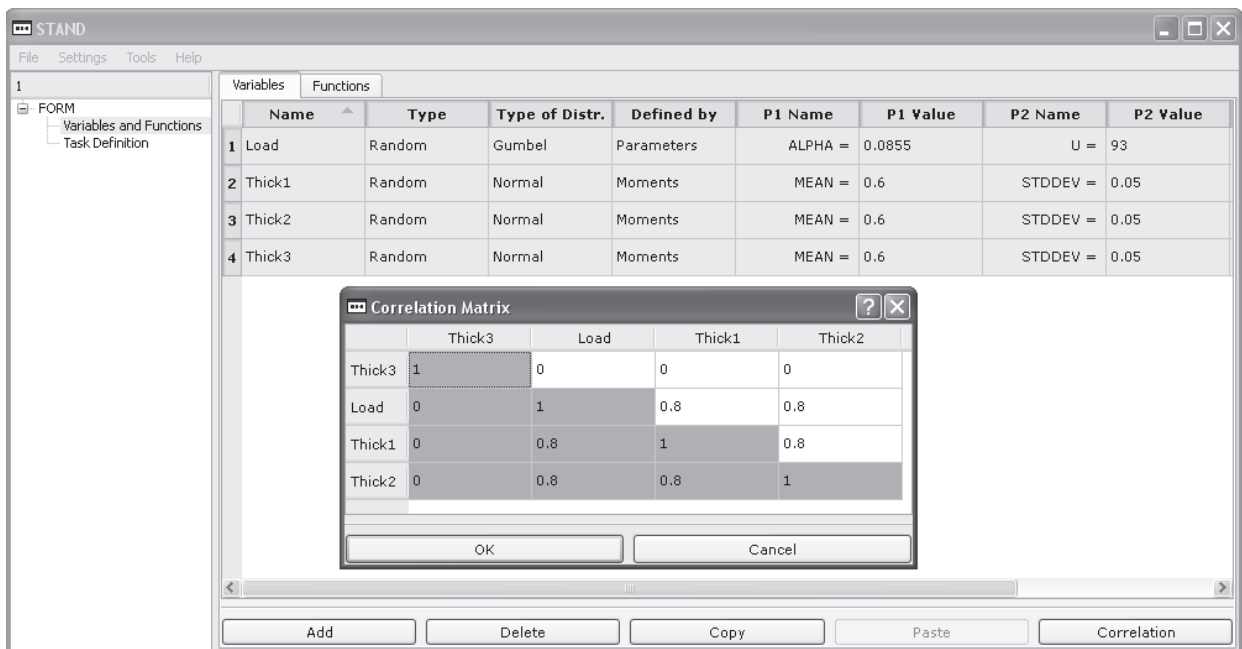 STAND
File Settings Tools Help
1
FORM
Variables and Functions
Task Definition
Variables Functions
Name Type Type of Distr. Defined by P1 Name P1 Value P2 Name P2 Value
1 Load Random Gumbel Parameters ALPHA = 0.0855 U = 93
2 Thick1 Random Normal Moments MEAN = 0.6 STDDEV = 0.05
3 Thick2 Random Normal Moments MEAN = 0.6 STDDEV = 0.05
4 Thick3 Random Normal Moments MEAN = 0.6 STDDEV = 0.05
Correlation Matrix
Thick3 Load Thick1 Thick2
Thick3 1 0 0 0
Load 0 1 0.8 0.8
Thick1 0 0.8 1 0.8
Thick2 0 0.8 0.8 1
OK Cancel
Add Delete Copy Paste Correlation